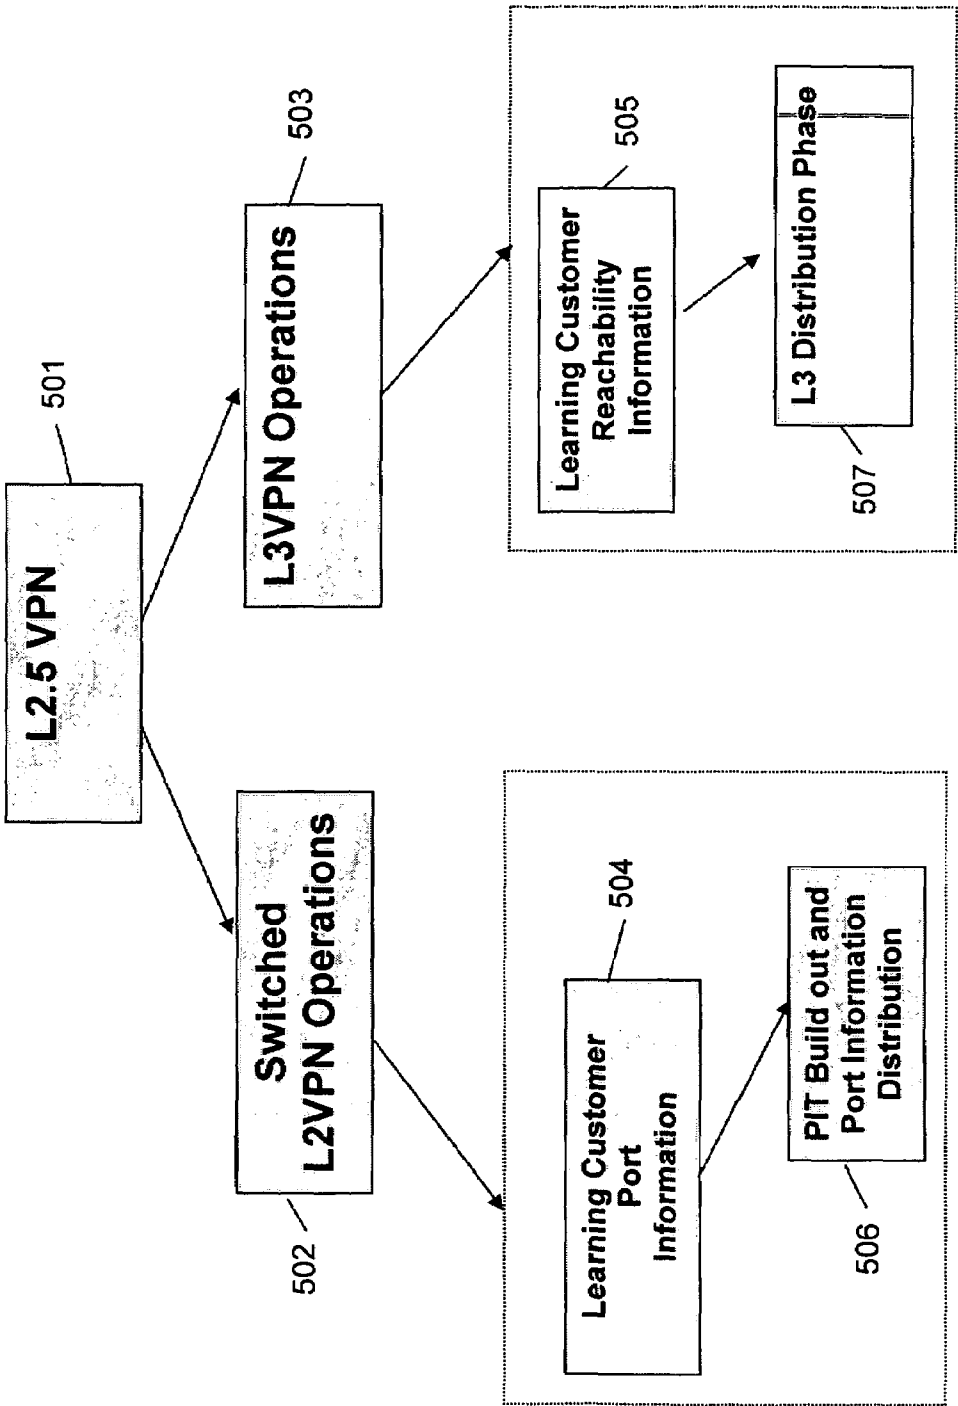 L2.5 VPN
501
Switched
L2VPN Operations
502
L3VPN Operations
503
Learning Customer
Port
Information
504
Learning Customer
Reachability
Information
505
PIT Build out and
Port Information
Distribution
506
L3 Distribution Phase
507